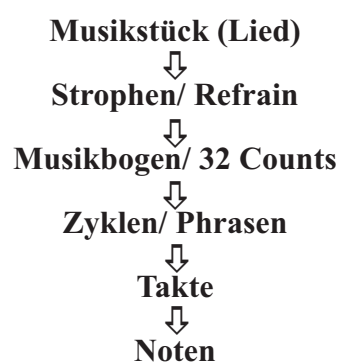 Musikstück (Lied)
Strophen/ Refrain
Musikbogen/ 32 Counts
Zyklen/ Phrasen
Takte
Noten